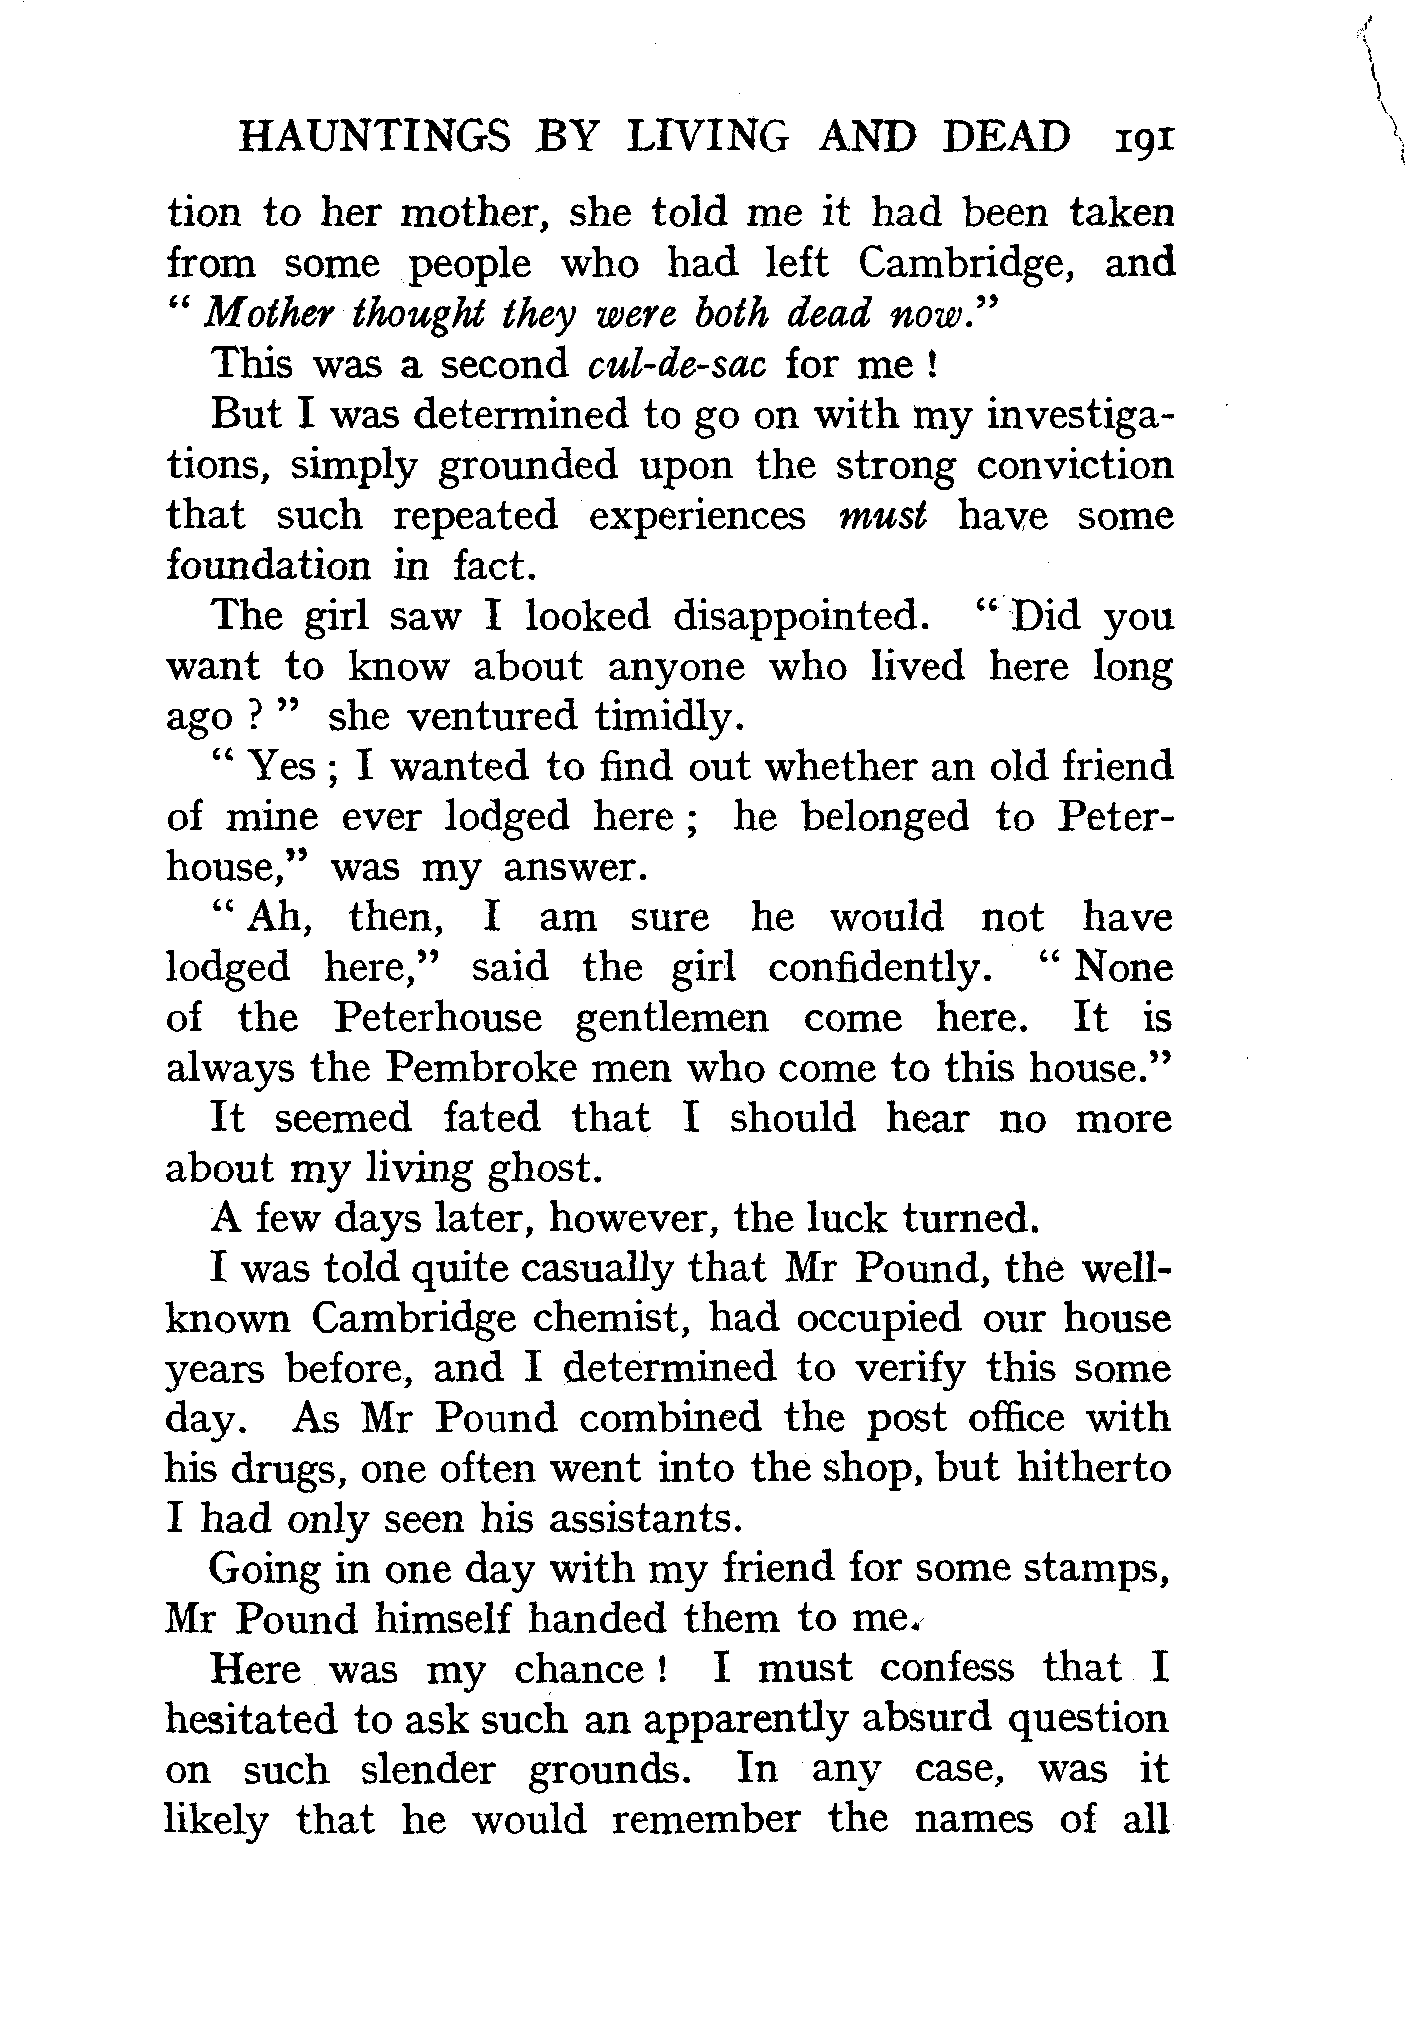 HAUNTINGS BY LIVING AND DEAD 191
tion to her mother, she told me it had been taken
from some people who had left Cambridge, and
“ Mother thought they were both dead now.”
This was a second cul-de-sac for me !
But I was determined to go on with my investiga-
tions, simply grounded upon the strong conviction
that such repeated experiences must have some
foundation in fact.
The girl saw I looked disappointed. “ Did you
want to know about anyone who lived here long
ago ? ” she ventured timidly.
“ Yes ; I wanted to find out whether an old friend
of mine ever lodged here ; he belonged to Peter-
house,” was my answer.
“ Ah, then, I am sure he would not have
lodged here,” said the girl confidently. “ None
of the Peterhouse gentlemen come here. It is
always the Pembroke men who come to this house.”
It seemed fated that I should hear no more
about my living ghost.
A few days later, however, the luck turned.
I was told quite casually that Mr Pound, the well-
known Cambridge chemist, had occupied our house
years before, and I determined to verify this some
day. As Mr Pound combined the post office with
his drugs, one often went into the shop, but hitherto
I had only seen his assistants.
Going in one day with my friend for some stamps,
Mr Pound himself handed them to me.
Here was my chance ! I must confess that I
hesitated to ask such an apparently absurd question
on such slender grounds. In any case, was it
likely that he would remember the names of all